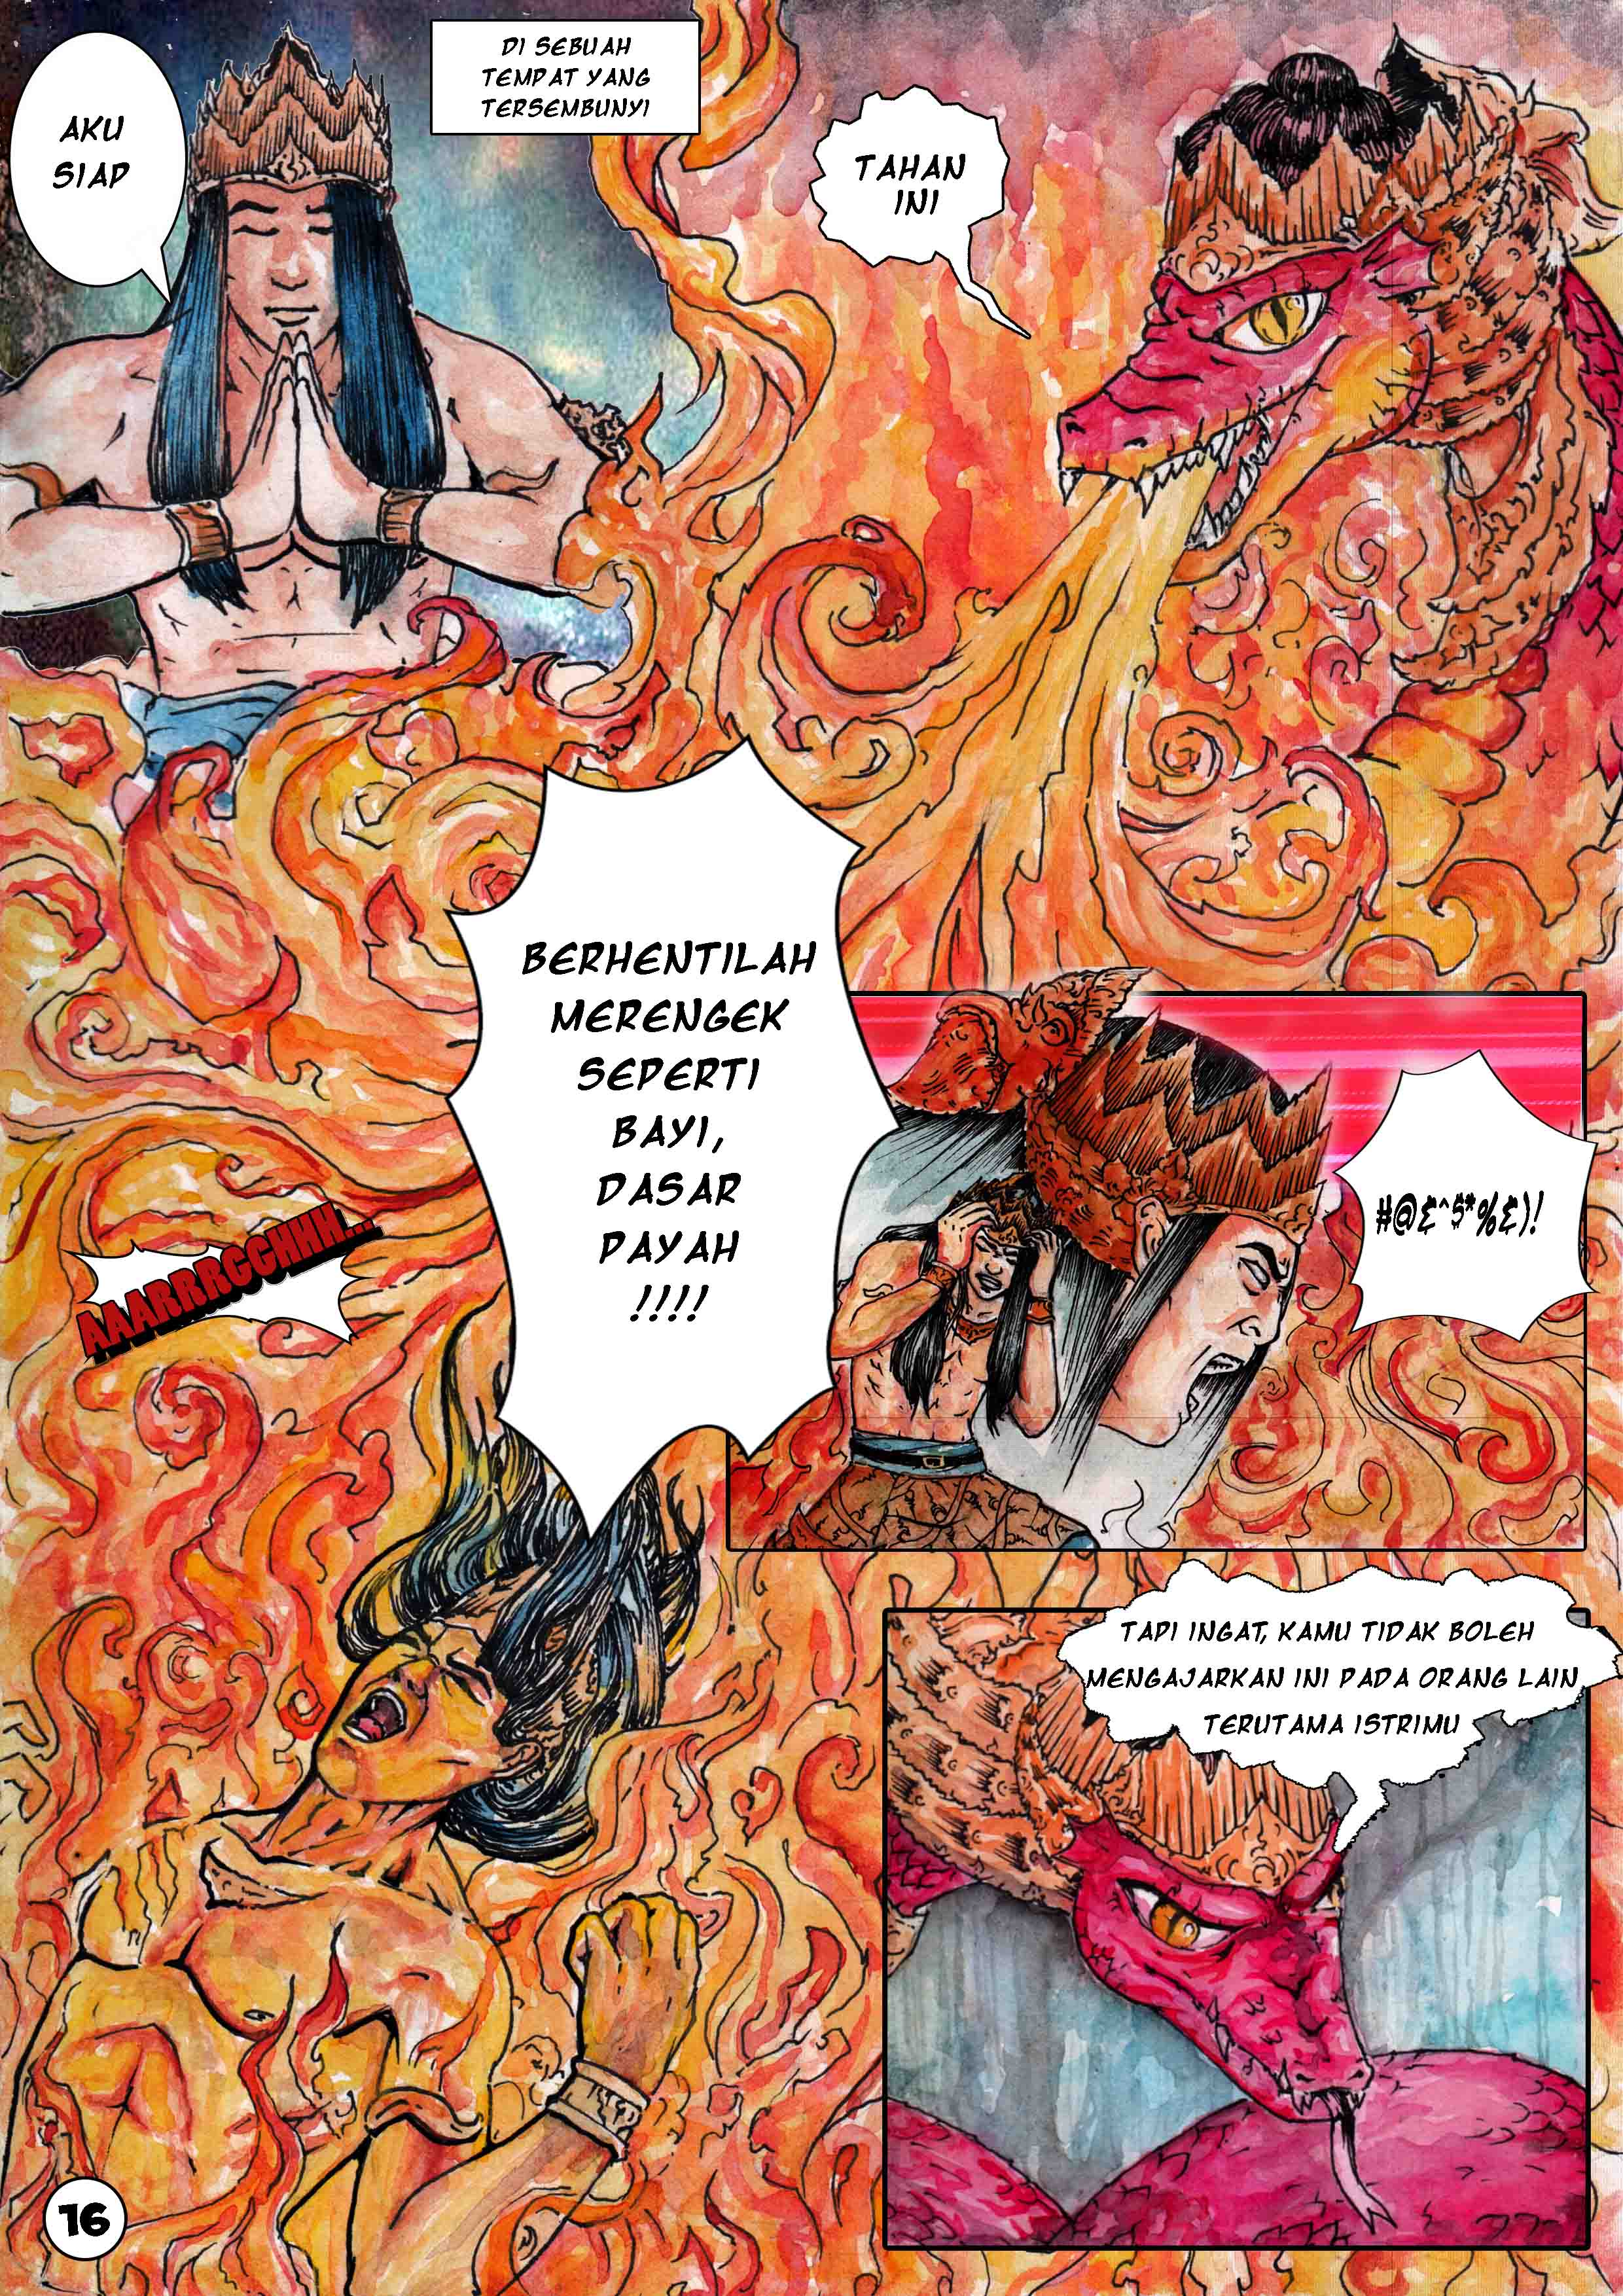 DI SEBUAH
TEMPAT YANG
TERSEMBUNYI
AKU
SIAP
TAHAN
INI
BERHENTILAH
MERENGEK
SEPERTI
BAYI,
DASAR
PAYAH
!!!!
AAARRRGGHHH...
#@&^$*%&)!
TAPI INGAT, KAMU TIDAK BOLEH
MENGAJARKAN INI PADA ORANG LAIN
TERUTAMA ISTRIMU
16